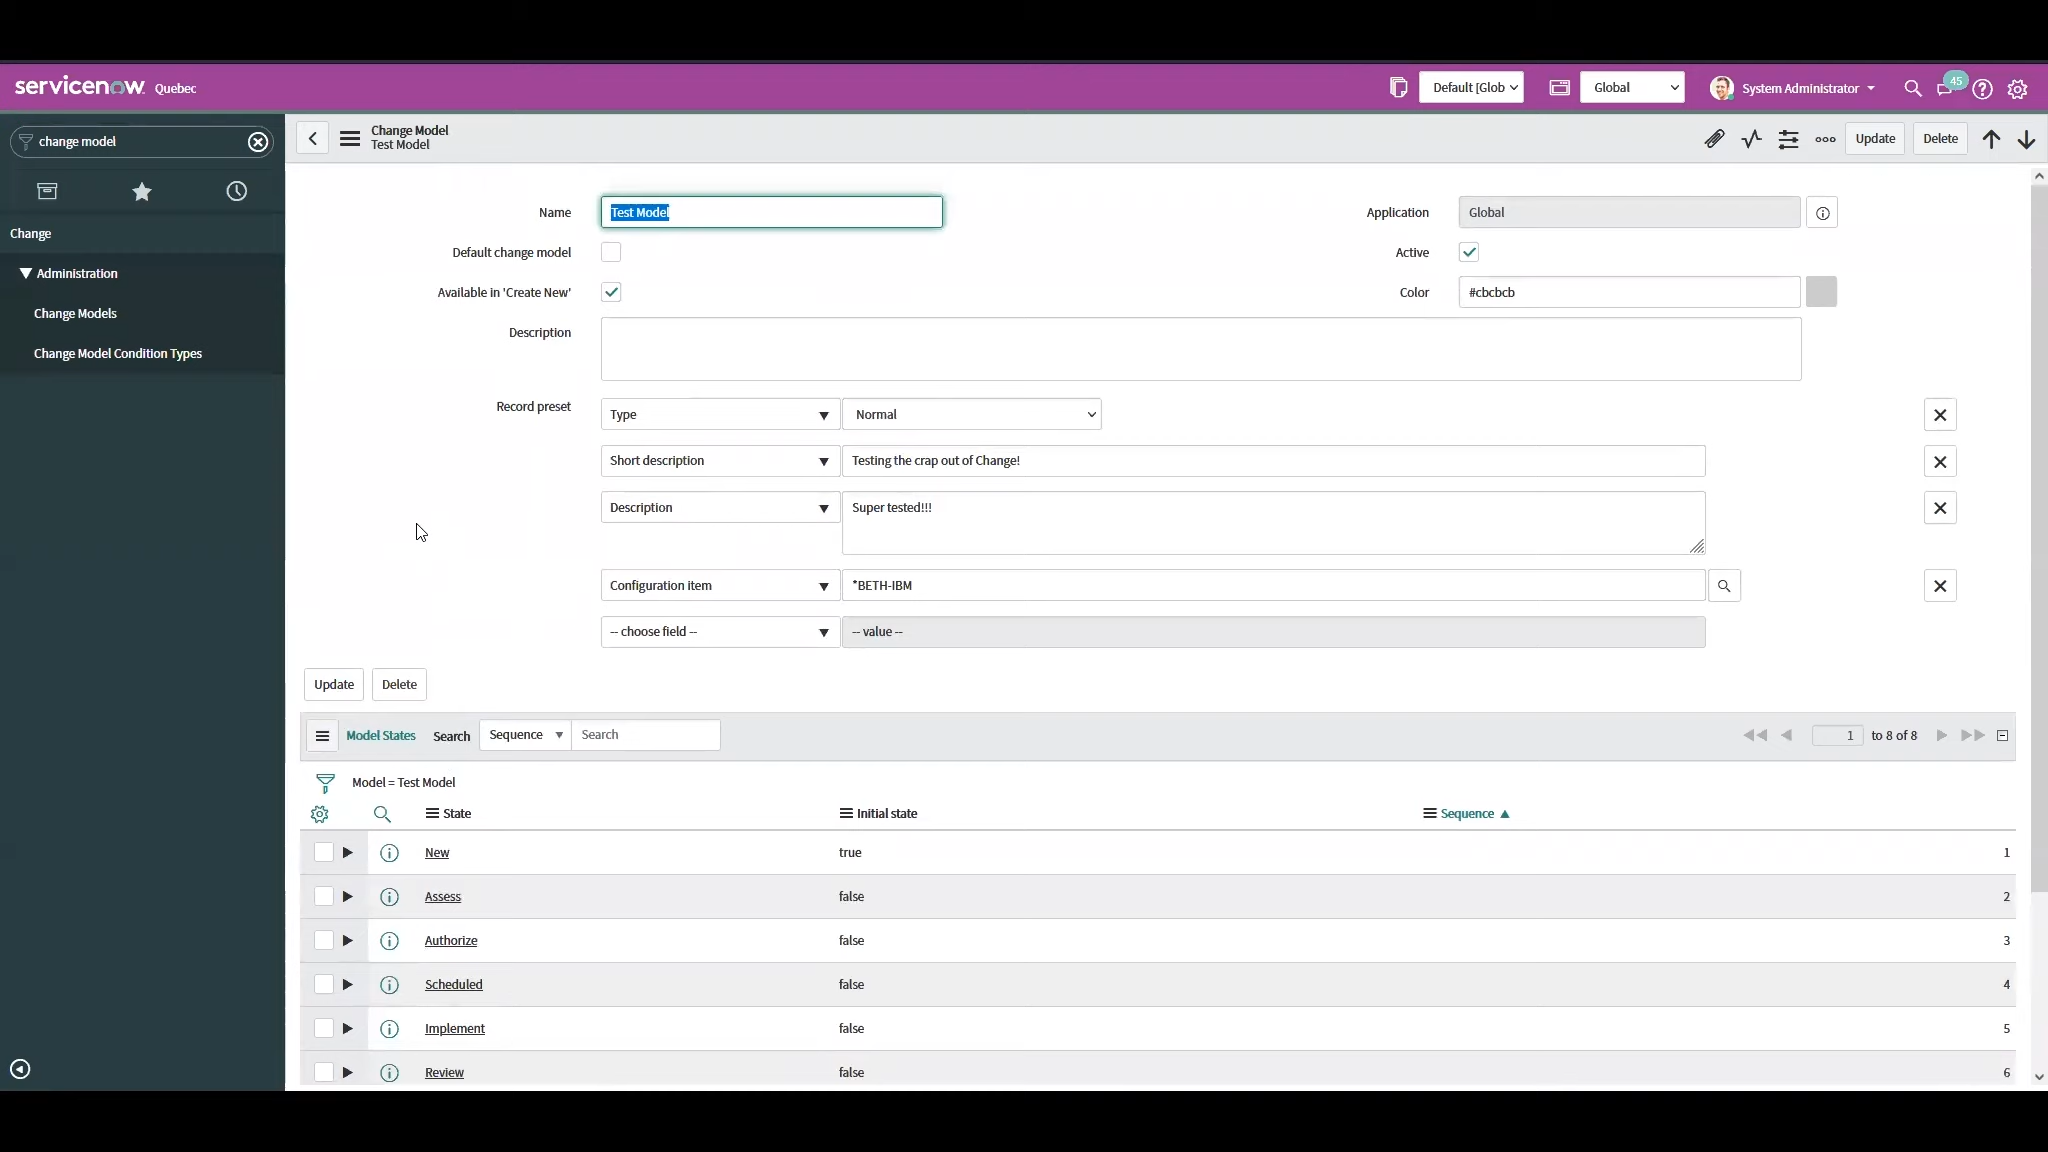 servicenow. Quebec
Default [Glob
Global
System Administrator
45
change model
Change Model
Test Model
Update
Delete
Change
Administration
Change Models
Change Model Condition Types
Name
Test Model
Application
Global
Default change model
Active
Available in 'Create New'
Color
#cbcbcb
Description
Record preset
Type
Normal
Short description
Testing the crap out of Change!
Description
Super tested!!!
Configuration item
*BETH-IBM
-- choose field --
-- value --
Update
Delete
Model States
Search
Sequence
Search
1
to 8 of 8
Model = Test Model
State
Initial state
Sequence
New
true
1
Assess
false
2
Authorize
false
3
Scheduled
false
4
Implement
false
5
Review
false
6